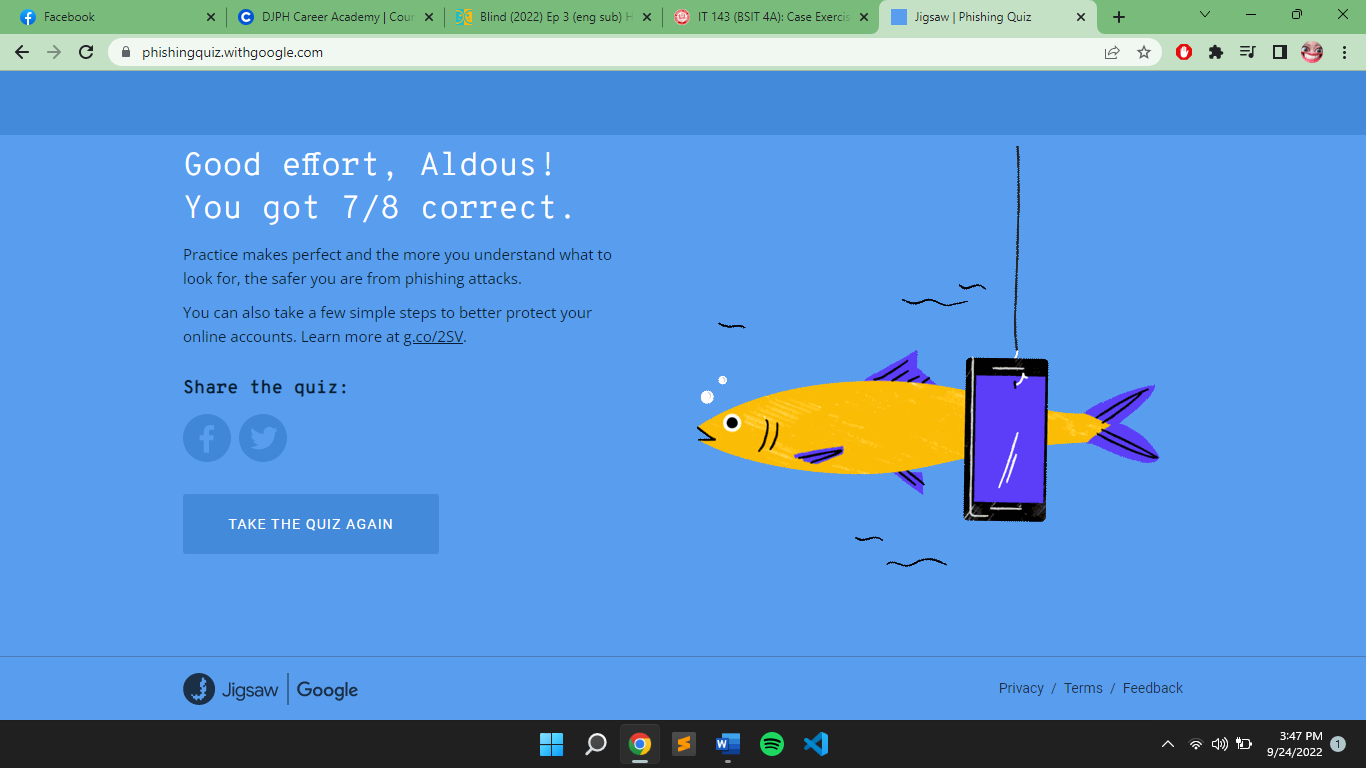 Facebook
DJPH Career Academy | Cour
Blind (2022) Ep 3 (eng sub) H
IT 143 (BSIT 4A): Case Exercis
Jigsaw | Phishing Quiz
phishingquiz.withgoogle.com
Good effort, Aldous!
You got 7/8 correct.
Practice makes perfect and the more you understand what to
look for, the safer you are from phishing attacks.
You can also take a few simple steps to better protect your
online accounts. Learn more at g.co/2SV.
Share the quiz:
TAKE THE QUIZ AGAIN
Jigsaw | Google
Privacy / Terms / Feedback
3:47 PM
9/24/2022
1